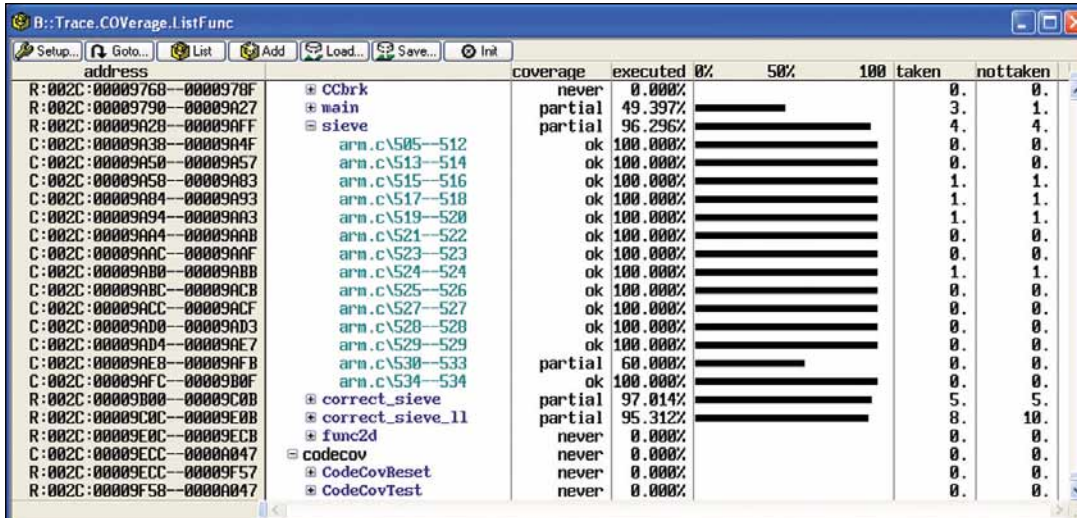 B::Trace.COVerage.ListFunc
Setup... Goto... List Add Load... Save... Init
address coverage executed 0% 50% 100 taken nottaken
R:002C:00009768--0000978F CCbrk never 0.000% 0. 0.
R:002C:00009790--00009A27 main partial 49.397% 3. 1.
R:002C:00009A28--00009AFF sieve partial 96.296% 4. 4.
C:002C:00009A38--00009A4F arm.c\505--512 ok 100.000% 0. 0.
C:002C:00009A50--00009A57 arm.c\513--514 ok 100.000% 0. 0.
C:002C:00009A58--00009A83 arm.c\515--516 ok 100.000% 1. 1.
C:002C:00009A84--00009A93 arm.c\517--518 ok 100.000% 1. 1.
C:002C:00009A94--00009AA3 arm.c\519--520 ok 100.000% 1. 1.
C:002C:00009AA4--00009AAB arm.c\521--522 ok 100.000% 0. 0.
C:002C:00009AAC--00009AAF arm.c\523--523 ok 100.000% 0. 0.
C:002C:00009AB0--00009ABB arm.c\524--524 ok 100.000% 1. 1.
C:002C:00009ABC--00009ACB arm.c\525--526 ok 100.000% 0. 0.
C:002C:00009ACC--00009ACF arm.c\527--527 ok 100.000% 0. 0.
C:002C:00009AD0--00009AD3 arm.c\528--528 ok 100.000% 0. 0.
C:002C:00009AD4--00009AE7 arm.c\529--529 ok 100.000% 0. 0.
C:002C:00009AE8--00009AFB arm.c\530--533 partial 60.000% 0. 0.
C:002C:00009AFC--00009B0F arm.c\534--534 ok 100.000% 0. 0.
R:002C:00009B00--00009C0B correct_sieve partial 97.014% 5. 5.
R:002C:00009C0C--00009E0B correct_sieve_ll partial 95.312% 8. 10.
R:002C:00009E0C--00009ECB func2d never 0.000% 0. 0.
C:002C:00009ECC--0000A047 codecov never 0.000% 0. 0.
R:002C:00009ECC--00009F57 CodeCovReset never 0.000% 0. 0.
R:002C:00009F58--0000A047 CodeCovTest never 0.000% 0. 0.